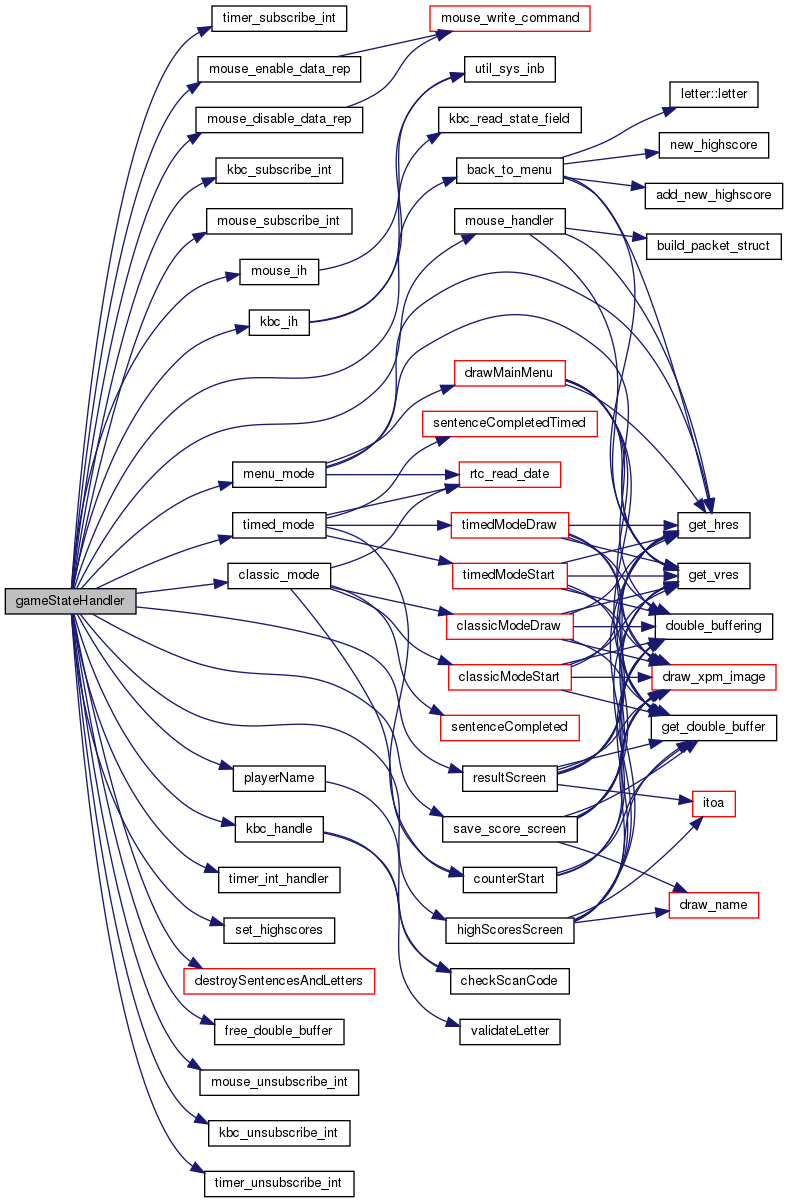 gameStateHandler
timer_subscribe_int
mouse_enable_data_rep
mouse_disable_data_rep
kbc_subscribe_int
mouse_subscribe_int
mouse_ih
kbc_ih
menu_mode
timed_mode
classic_mode
playerName
kbc_handle
timer_int_handler
set_highscores
destroySentencesAndLetters
free_double_buffer
mouse_unsubscribe_int
kbc_unsubscribe_int
timer_unsubscribe_int
mouse_write_command
util_sys_inb
kbc_read_state_field
back_to_menu
mouse_handler
drawMainMenu
sentenceCompletedTimed
rtc_read_date
timedModeDraw
timedModeStart
classicModeDraw
classicModeStart
sentenceCompleted
resultScreen
save_score_screen
counterStart
highScoresScreen
checkScanCode
validateLetter
letter::letter
new_highscore
add_new_highscore
build_packet_struct
get_hres
get_vres
double_buffering
draw_xpm_image
get_double_buffer
itoa
draw_name